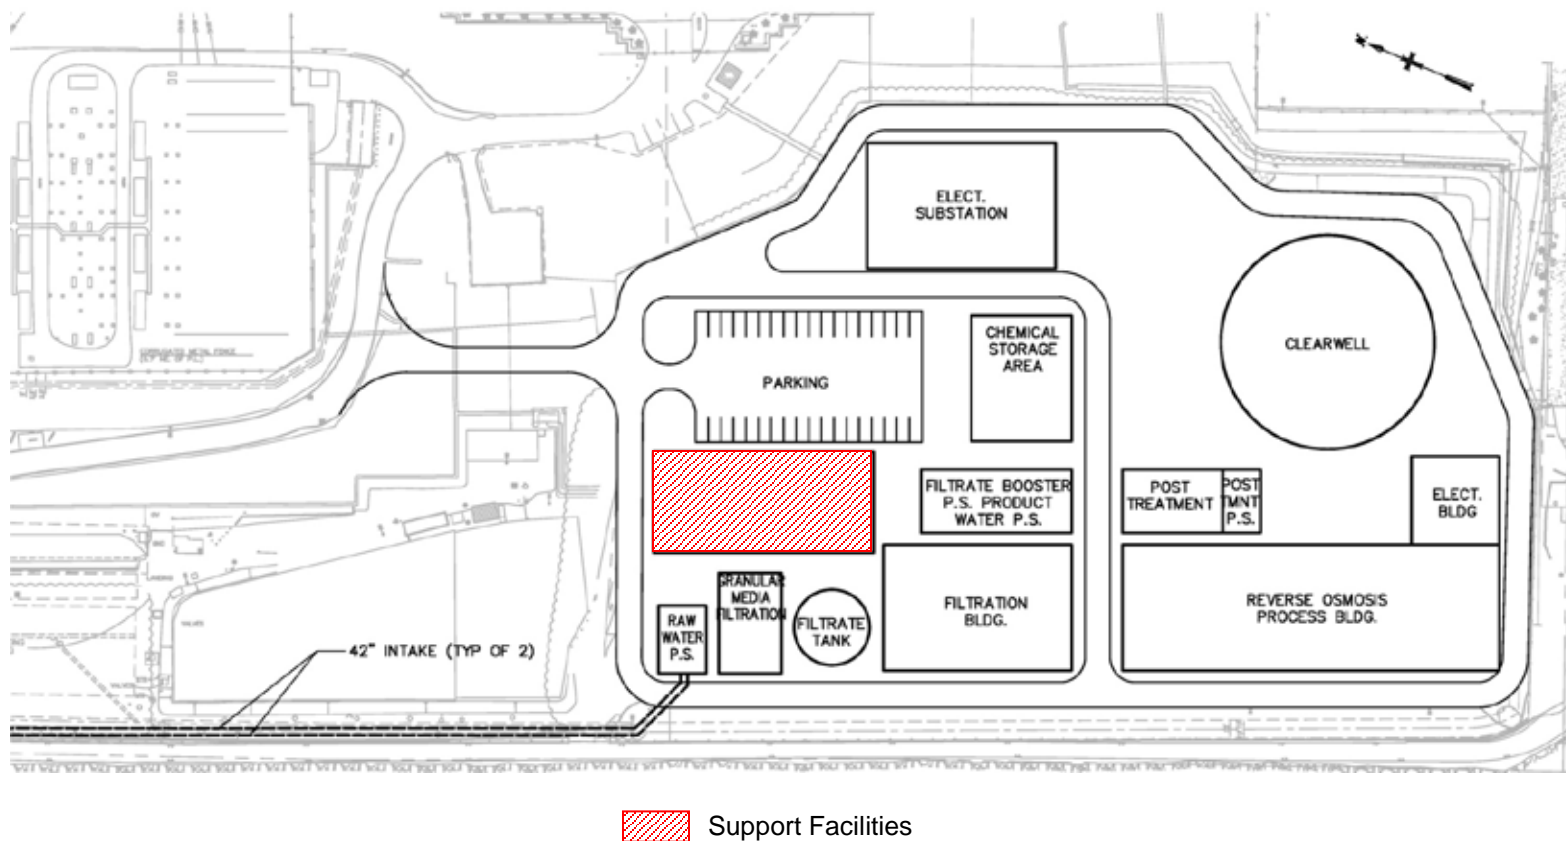 ELECT.
SUBSTATION
CHEMICAL
STORAGE
AREA
CLEARWELL
PARKING
FILTRATE BOOSTER
P.S. PRODUCT
WATER P.S.
POST
TREATMENT
POST
TMNT
P.S.
ELECT.
BLDG
GRANULAR
MEDIA
FILTRATION
RAW
WATER
P.S.
FILTRATE
TANK
FILTRATION
BLDG.
REVERSE OSMOSIS
PROCESS BLDG.
42" INTAKE (TYP OF 2)
Support Facilities